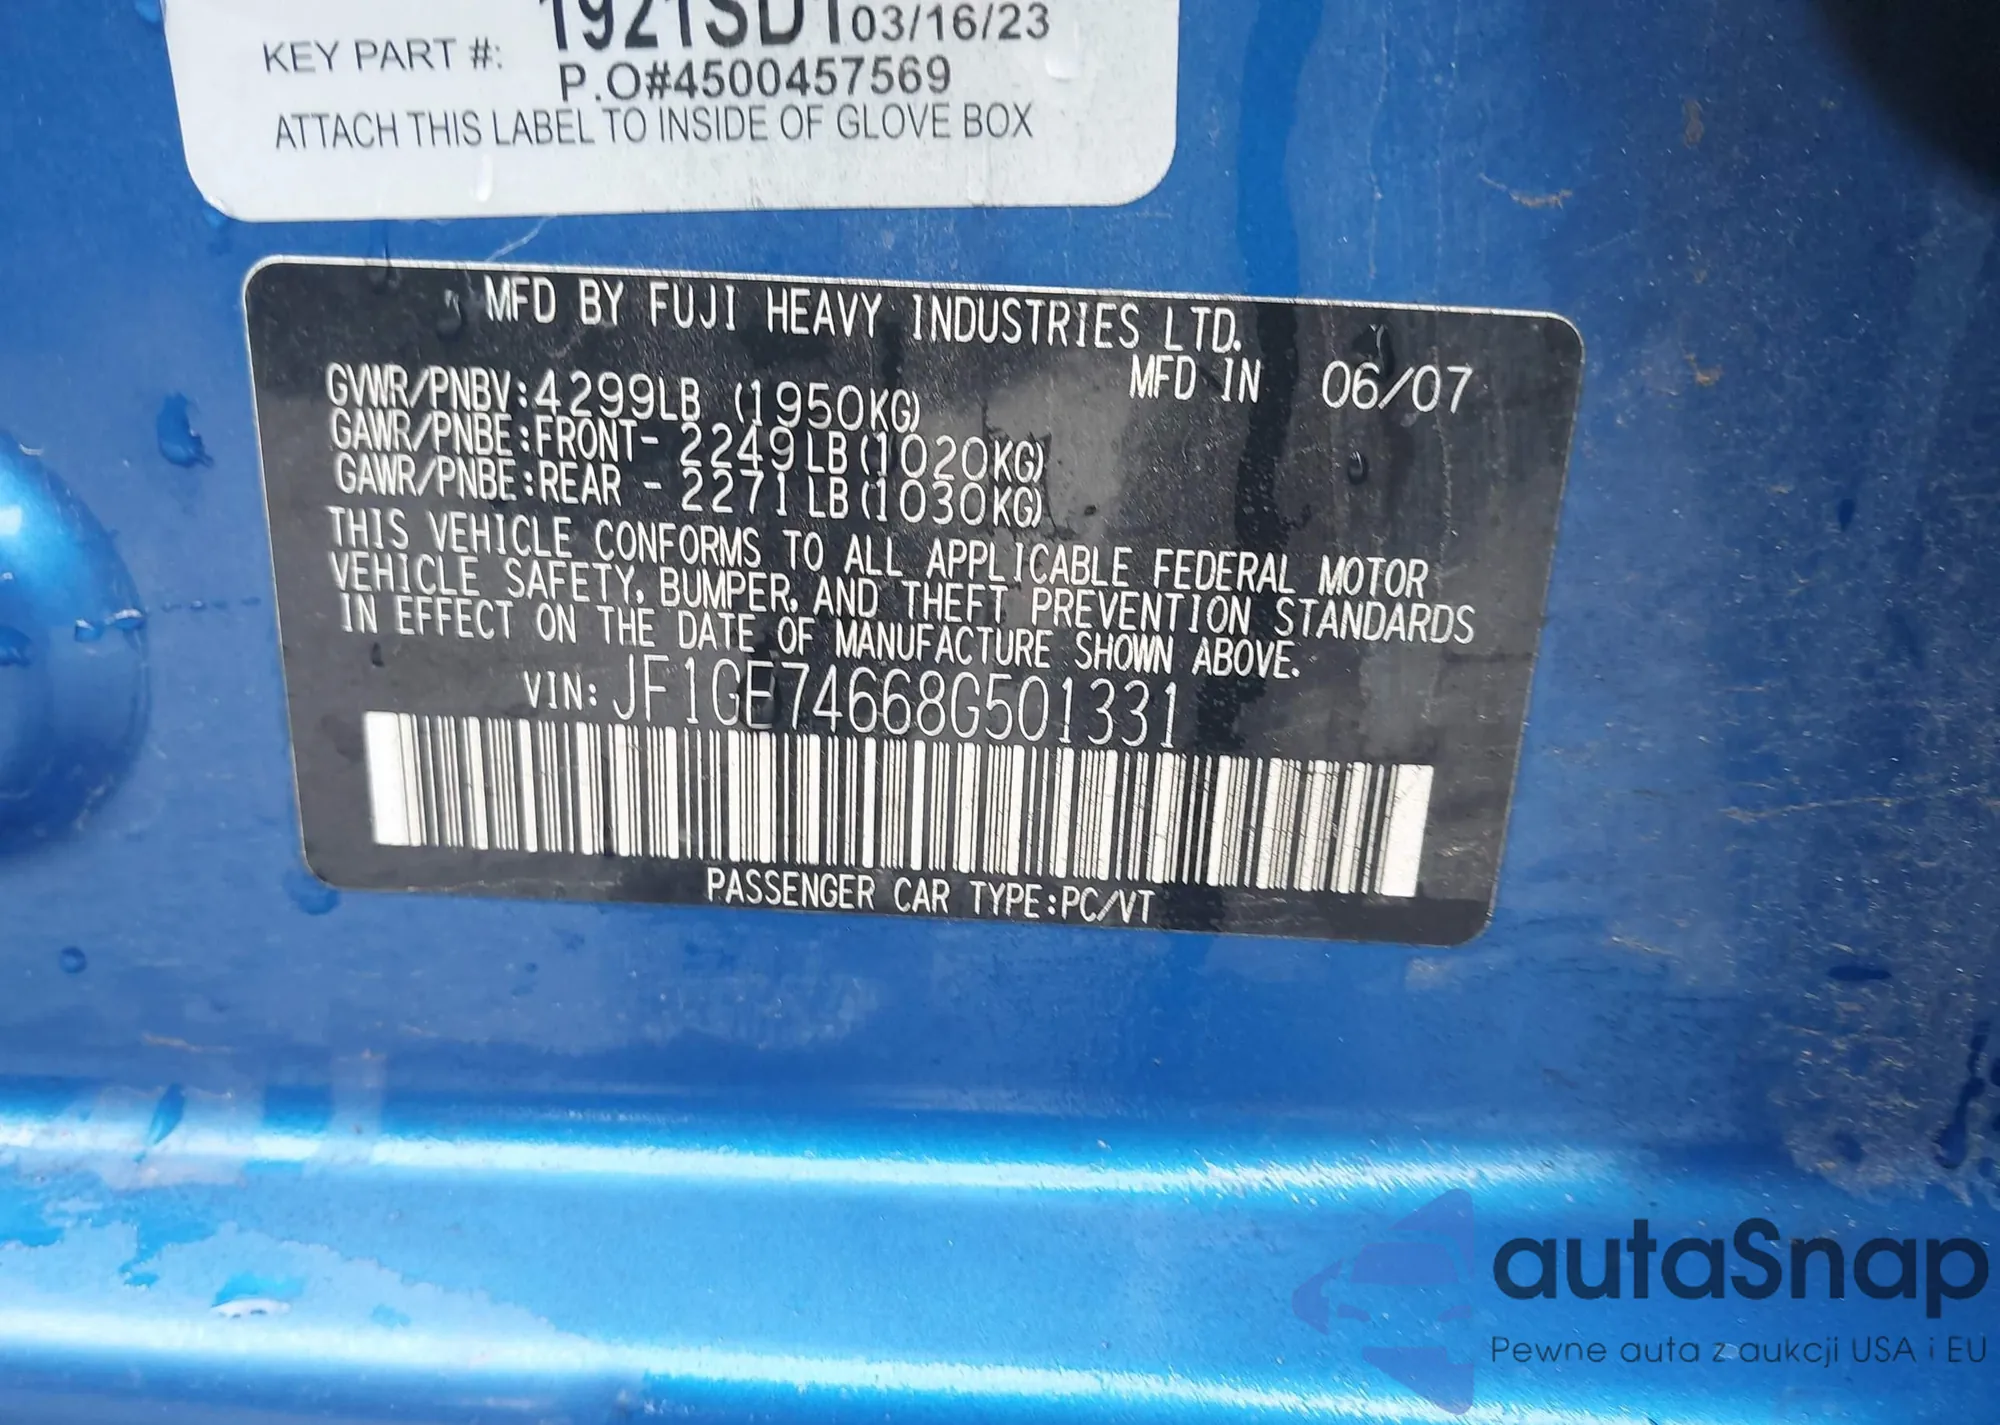 1921SDT 03/16/23
KEY PART #:
P.O#4500457569
ATTACH THIS LABEL TO INSIDE OF GLOVE BOX
MFD BY FUJI HEAVY INDUSTRIES LTD.
MFD IN 06/07
GVWR/PNBV:4299LB (1950KG)
GAWR/PNBE:FRONT- 2249LB(1020KG)
GAWR/PNBE:REAR - 2271LB(1030KG)
THIS VEHICLE CONFORMS TO ALL APPLICABLE FEDERAL MOTOR
VEHICLE SAFETY, BUMPER, AND THEFT PREVENTION STANDARDS
IN EFFECT ON THE DATE OF MANUFACTURE SHOWN ABOVE.
VIN: JF1GE74668G501331
PASSENGER CAR TYPE:PC/VT
autaSnap
Pewne auta z aukcji USA i EU